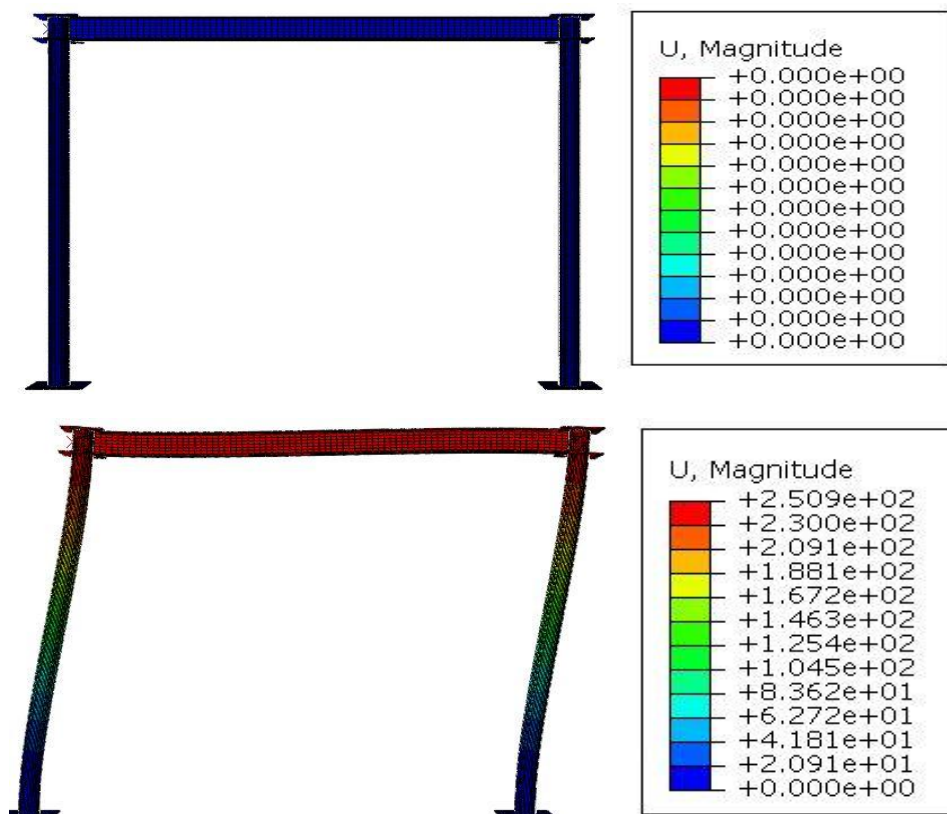 U, Magnitude
+0.000e+00
+0.000e+00
+0.000e+00
+0.000e+00
+0.000e+00
+0.000e+00
+0.000e+00
+0.000e+00
+0.000e+00
+0.000e+00
+0.000e+00
+0.000e+00
+0.000e+00
U, Magnitude
+2.509e+02
+2.300e+02
+2.091e+02
+1.881e+02
+1.672e+02
+1.463e+02
+1.254e+02
+1.045e+02
+8.362e+01
+6.272e+01
+4.181e+01
+2.091e+01
+0.000e+00